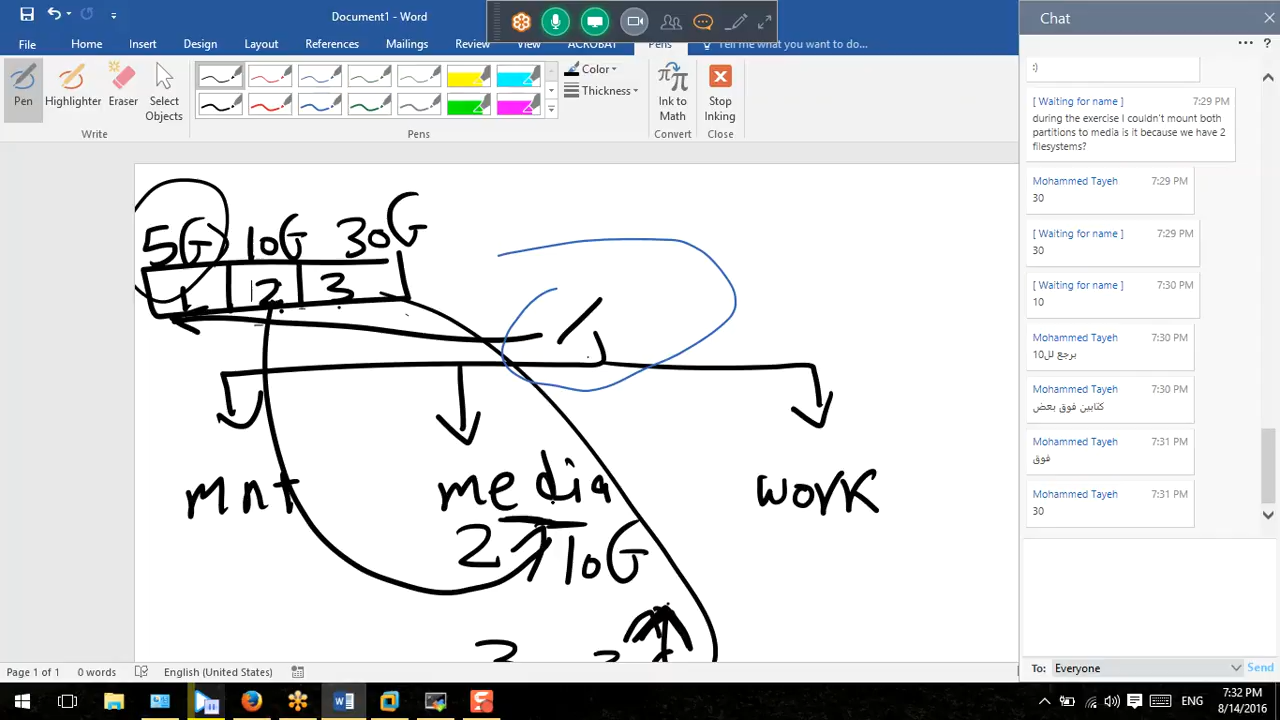 Document1 - Word
Chat
File
Home
Insert
Design
Layout
References
Mailings
Review
View
ACROBAT
Pens
Tell me what you want to do...
Pen
Highlighter
Eraser
Select
Objects
Color
Thickness
Ink to
Math
Stop
Inking
Write
Pens
Convert
Close
5G 10G 30G
1 2 3
/
mnt
media
work
2 10G
3
:)
[ Waiting for name ] 7:29 PM
during the exercise I couldn't mount both
partitions to media is it because we have 2
filesystems?
Mohammed Tayeh 7:29 PM
30
[ Waiting for name ] 7:29 PM
30
[ Waiting for name ] 7:30 PM
10
Mohammed Tayeh 7:30 PM
برجع لل10
Mohammed Tayeh 7:30 PM
كتابين فوق بعض
Mohammed Tayeh 7:31 PM
فوق
Mohammed Tayeh 7:31 PM
30
To: Everyone Send
Page 1 of 1 0 words English (United States)
ENG
7:32 PM
8/14/2016